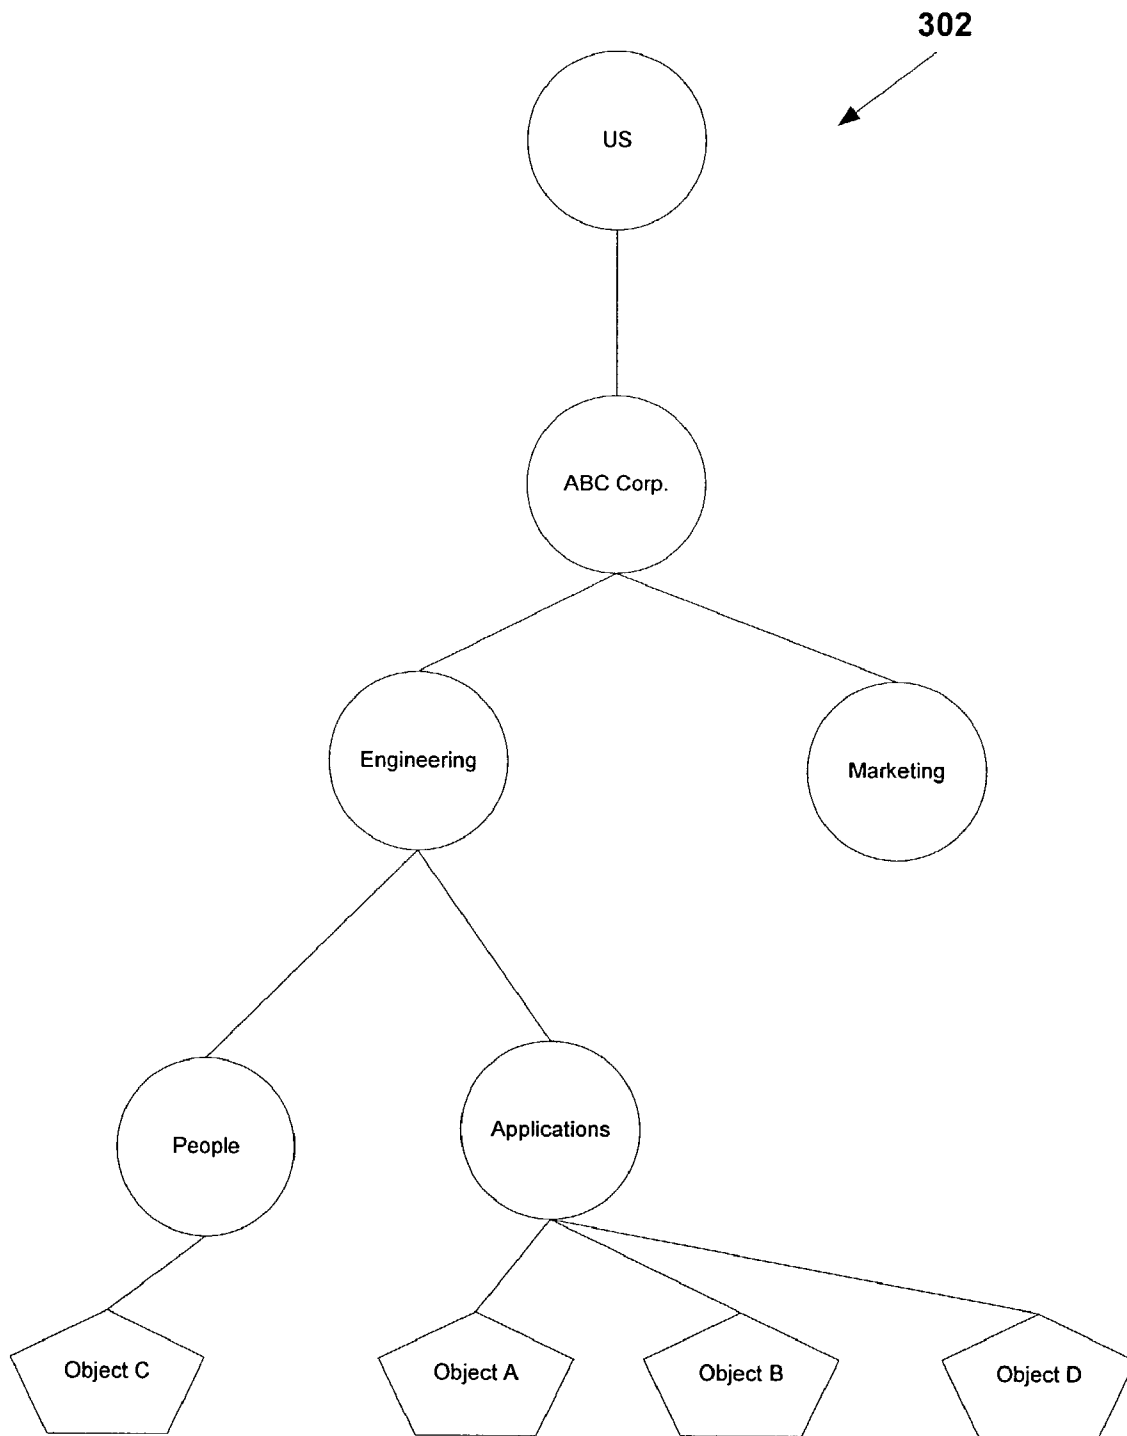 302
US
ABC Corp.
Engineering
Marketing
People
Applications
Object C
Object A
Object B
Object D